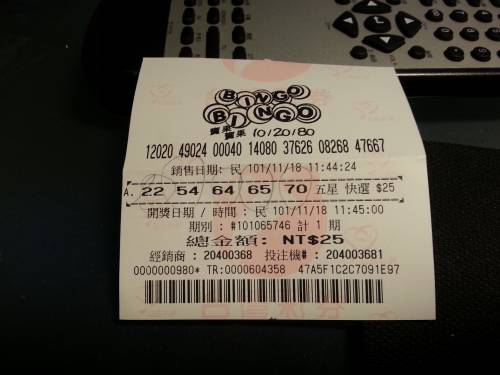 BINGO
BINGO
賓果
賓果 10/20/80
12020 49024 00040 14080 37626 08268 47667
銷售日期: 民 101/11/18 11:44:24
A. 22 54 64 65 70 五星 快選 $25
開獎日期 / 時間 : 民 101/11/18 11:45:00
期別 : #101065746 計 1 期
總金額: NT$25
經銷商 : 20400368 投注機# : 204003681
0000000980* TR:0000604358 47A5F1C2C7091E97